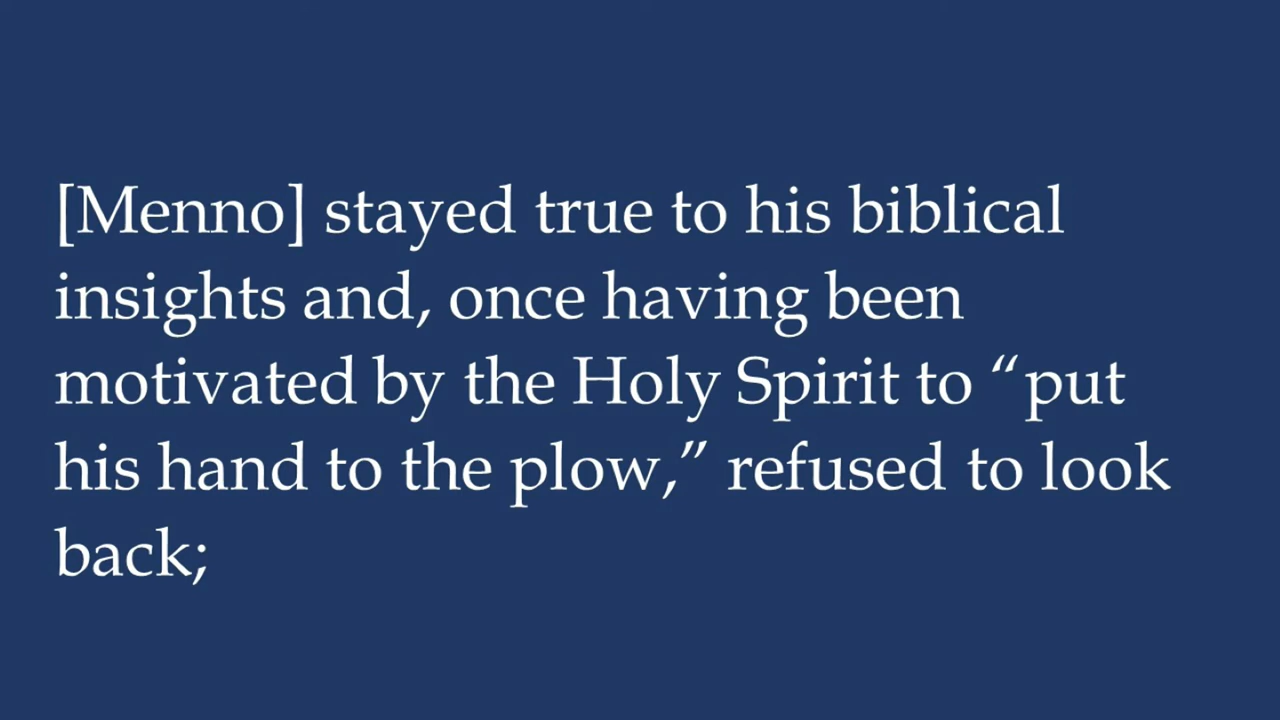 [Menno] stayed true to his biblical
insights and, once having been
motivated by the Holy Spirit to “put
his hand to the plow,” refused to look
back;